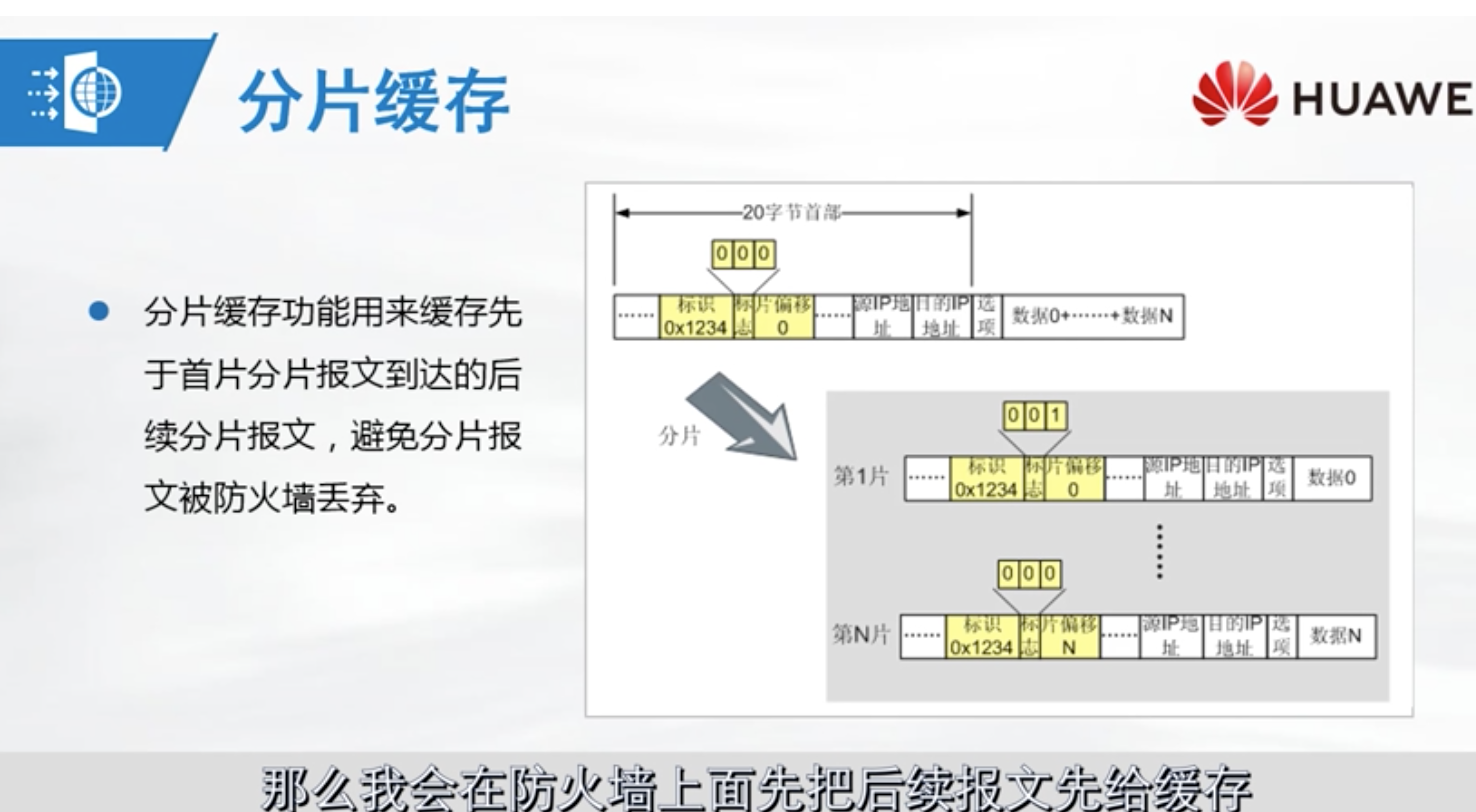 分片缓存
HUAWE
分片缓存功能用来缓存先
于首片分片报文到达的后
续分片报文，避免分片报
文被防火墙丢弃。
20字节首部
0 0 0
…… 标识 0x1234 标志 片偏移 0 …… 源IP地址 目的IP地址 选项 数据0+……+数据N
分片
0 0 1
第1片 …… 标识 0x1234 标志 片偏移 0 …… 源IP地址 目的IP地址 选项 数据0
0 0 0
第N片 …… 标识 0x1234 标志 片偏移 N …… 源IP地址 目的IP地址 选项 数据N
那么我会在防火墙上面先把后续报文先给缓存